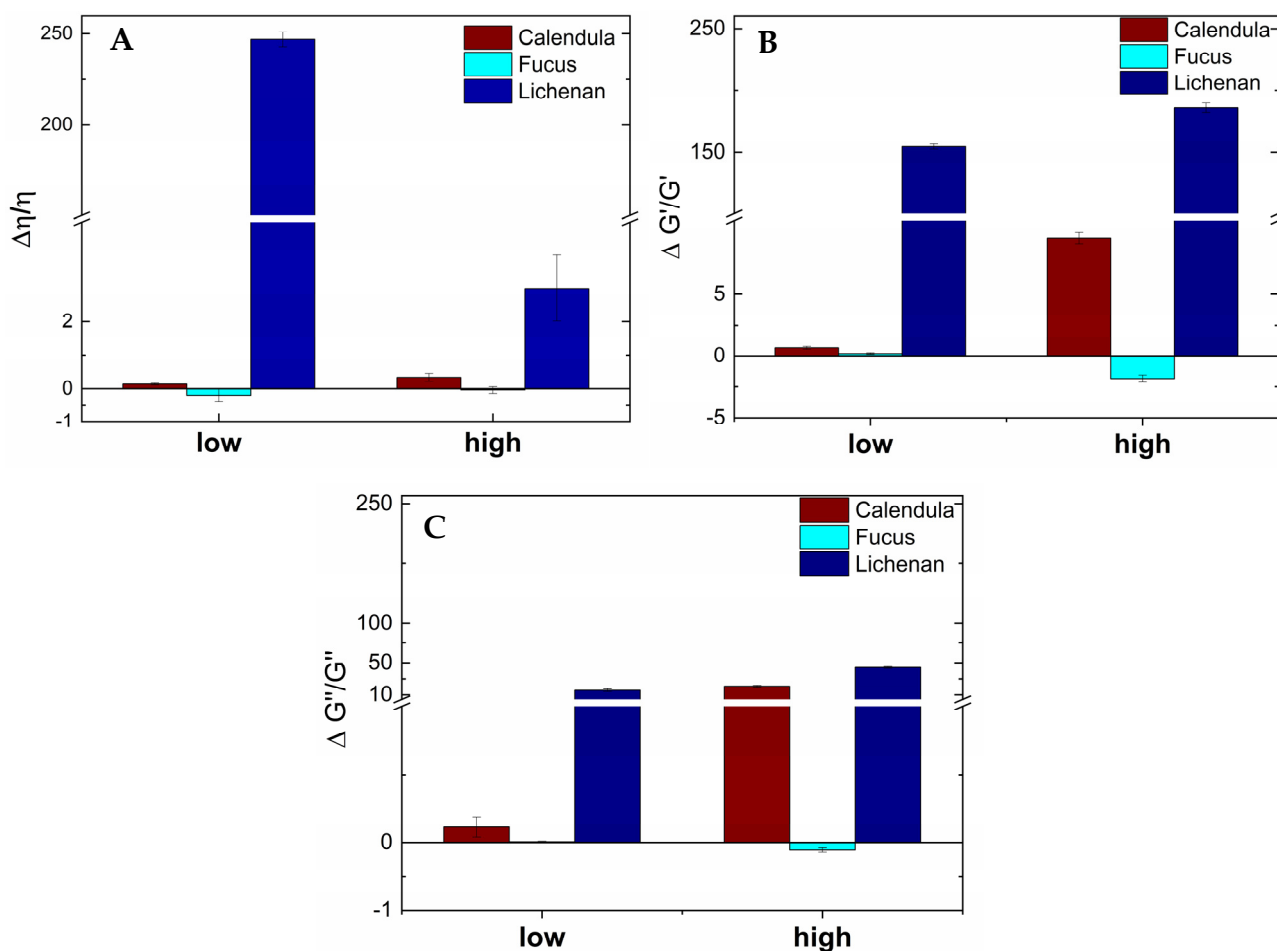 A
Calendula
Fucus
Lichenan
250
200
2
0
-1
Δη/η
low
high
B
Calendula
Fucus
Lichenan
250
150
5
0
-5
Δ G'/G'
low
high
C
Calendula
Fucus
Lichenan
250
100
50
10
0
-1
Δ G''/G''
low
high